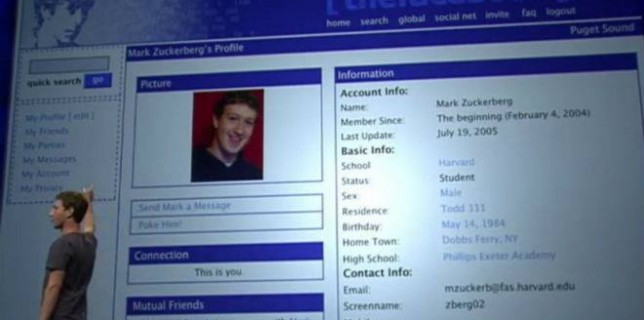 home search global social net invite faq logout
Puget Sound
Mark Zuckerberg's Profile
quick search go
My Profile [ edit ]
My Friends
My Parties
My Messages
My Account
My Privacy
Picture
Send Mark a Message
Poke Him!
Connection
This is you
Mutual Friends
Information
Account Info:
Name: Mark Zuckerberg
Member Since: The beginning (February 4, 2004)
Last Update: July 19, 2005
Basic Info:
School Harvard
Status: Student
Sex Male
Residence: Todd 111
Birthday: May 14, 1984
Home Town: Dobbs Ferry, NY
High School: Phillips Exeter Academy
Contact Info:
Email: mzuckerb@fas.harvard.edu
Screenname: zberg02